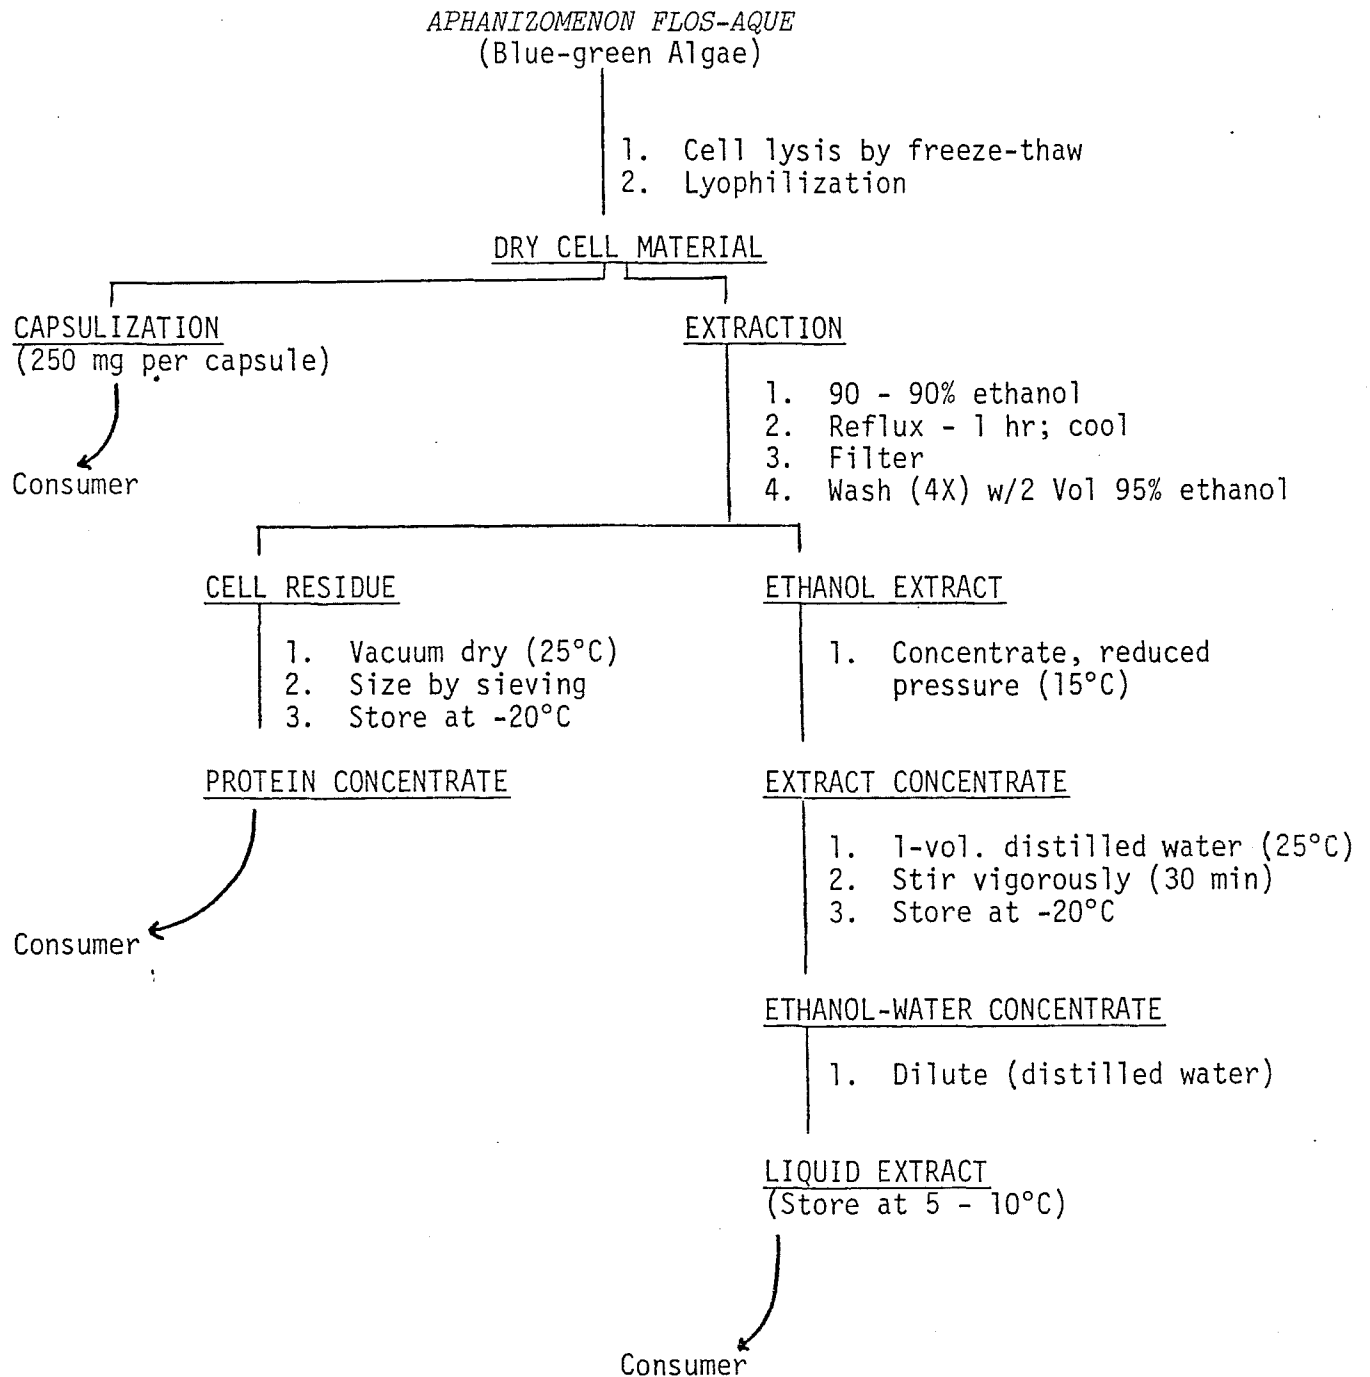 APHANIZOMENON FLOS-AQUE
(Blue-green Algae)
1. Cell lysis by freeze-thaw
2. Lyophilization
DRY CELL MATERIAL
CAPSULIZATION
(250 mg per capsule)
Consumer
EXTRACTION
1. 90 - 90% ethanol
2. Reflux - 1 hr; cool
3. Filter
4. Wash (4X) w/2 Vol 95% ethanol
CELL RESIDUE
1. Vacuum dry (25°C)
2. Size by sieving
3. Store at -20°C
PROTEIN CONCENTRATE
Consumer
ETHANOL EXTRACT
1. Concentrate, reduced
pressure (15°C)
EXTRACT CONCENTRATE
1. 1-vol. distilled water (25°C)
2. Stir vigorously (30 min)
3. Store at -20°C
ETHANOL-WATER CONCENTRATE
1. Dilute (distilled water)
LIQUID EXTRACT
(Store at 5 - 10°C)
Consumer